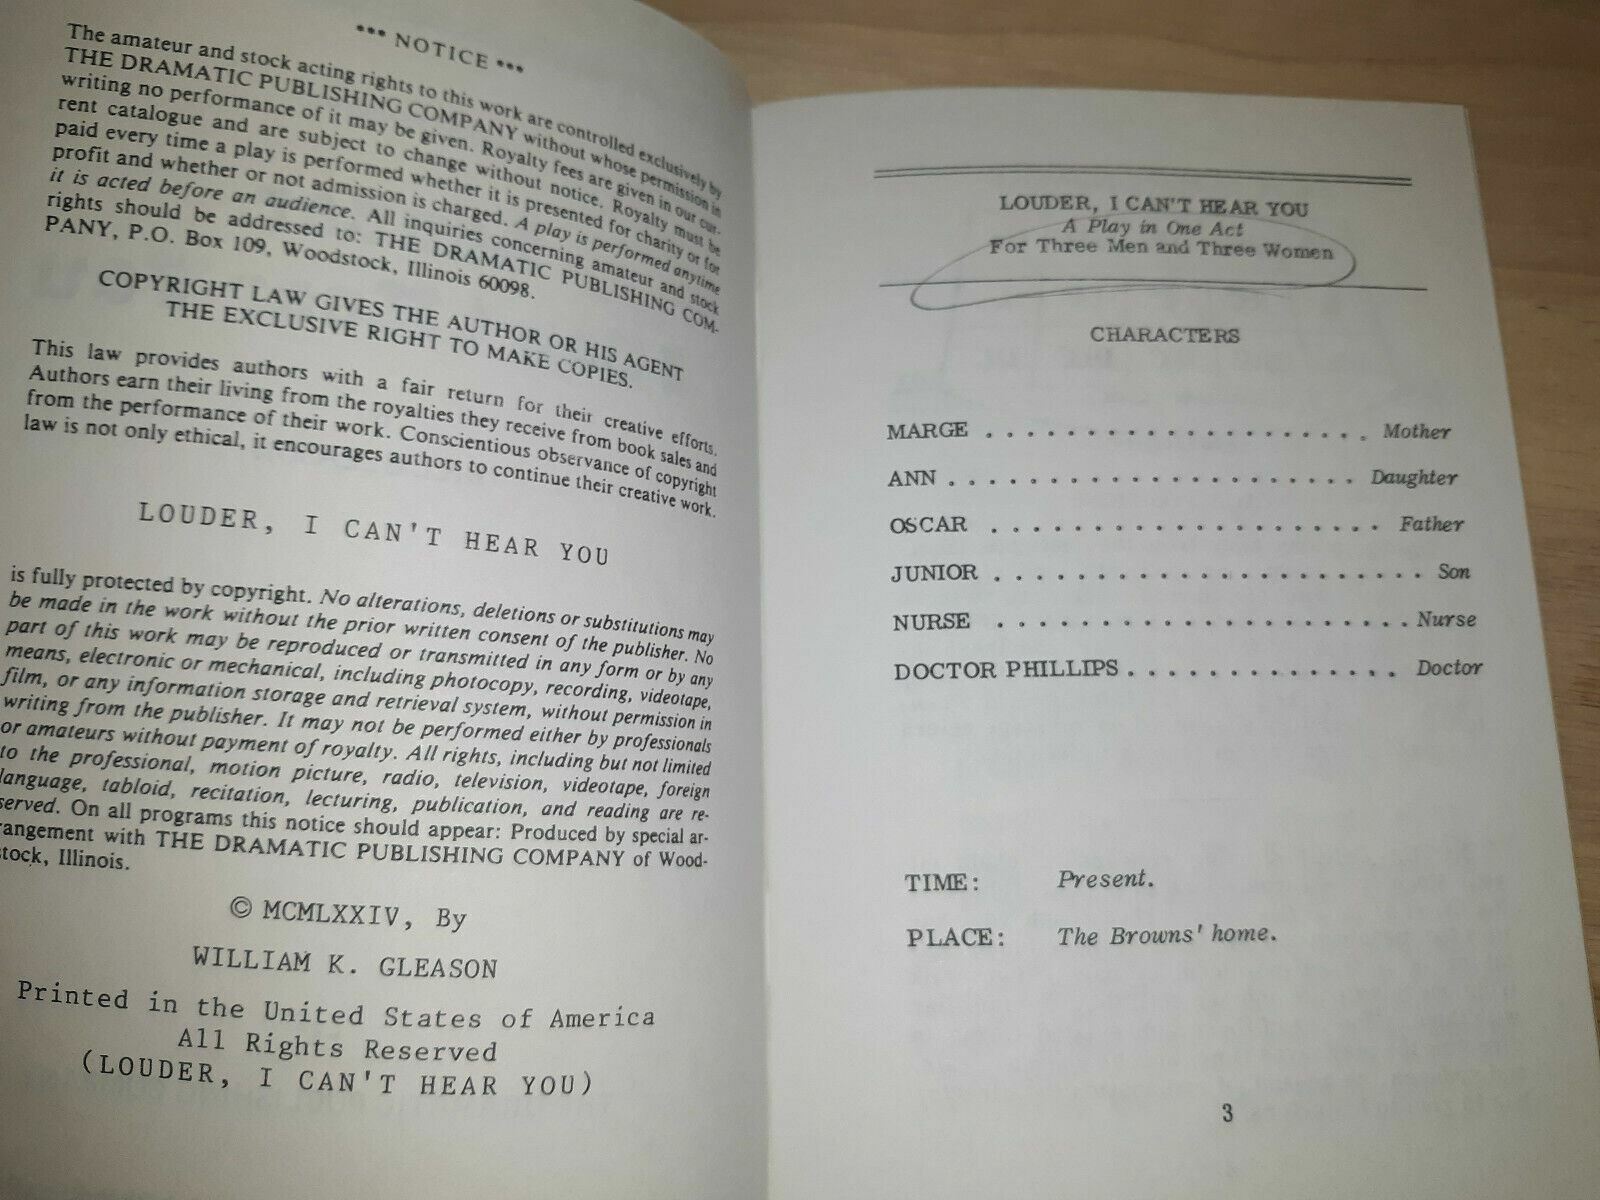 *** NOTICE ***
The amateur and stock acting rights to this work are controlled exclusively by
THE DRAMATIC PUBLISHING COMPANY without whose permission in
writing no performance of it may be given. Royalty fees are given in our cur-
rent catalogue and are subject to change without notice. Royalty must be
paid every time a play is performed whether it is presented for charity or for
profit and whether or not admission is charged. A play is performed anytime
it is acted before an audience. All inquiries concerning amateur and stock
rights should be addressed to: THE DRAMATIC PUBLISHING COM-
PANY, P.O. Box 109, Woodstock, Illinois 60098.
COPYRIGHT LAW GIVES THE AUTHOR OR HIS AGENT
THE EXCLUSIVE RIGHT TO MAKE COPIES.
This law provides authors with a fair return for their creative efforts.
Authors earn their living from the royalties they receive from book sales and
from the performance of their work. Conscientious observance of copyright
law is not only ethical, it encourages authors to continue their creative work.
LOUDER, I CAN'T HEAR YOU
is fully protected by copyright. No alterations, deletions or substitutions may
be made in the work without the prior written consent of the publisher. No
part of this work may be reproduced or transmitted in any form or by any
means, electronic or mechanical, including photocopy, recording, videotape,
film, or any information storage and retrieval system, without permission in
writing from the publisher. It may not be performed either by professionals
or amateurs without payment of royalty. All rights, including but not limited
to the professional, motion picture, radio, television, videotape, foreign
language, tabloid, recitation, lecturing, publication, and reading are re-
served. On all programs this notice should appear: Produced by special ar-
rangement with THE DRAMATIC PUBLISHING COMPANY of Wood-
stock, Illinois.
© MCMLXXIV, By
WILLIAM K. GLEASON
Printed in the United States of America
All Rights Reserved
(LOUDER, I CAN'T HEAR YOU)
LOUDER, I CAN'T HEAR YOU
A Play in One Act
For Three Men and Three Women
CHARACTERS
MARGE . . . . . . . . . . . . . . . . . . . Mother
ANN . . . . . . . . . . . . . . . . . . . . Daughter
OSCAR . . . . . . . . . . . . . . . . . . . Father
JUNIOR . . . . . . . . . . . . . . . . . . . . . Son
NURSE . . . . . . . . . . . . . . . . . . . . . Nurse
DOCTOR PHILLIPS . . . . . . . . . . . . . . Doctor
TIME: Present.
PLACE: The Browns' home.
3